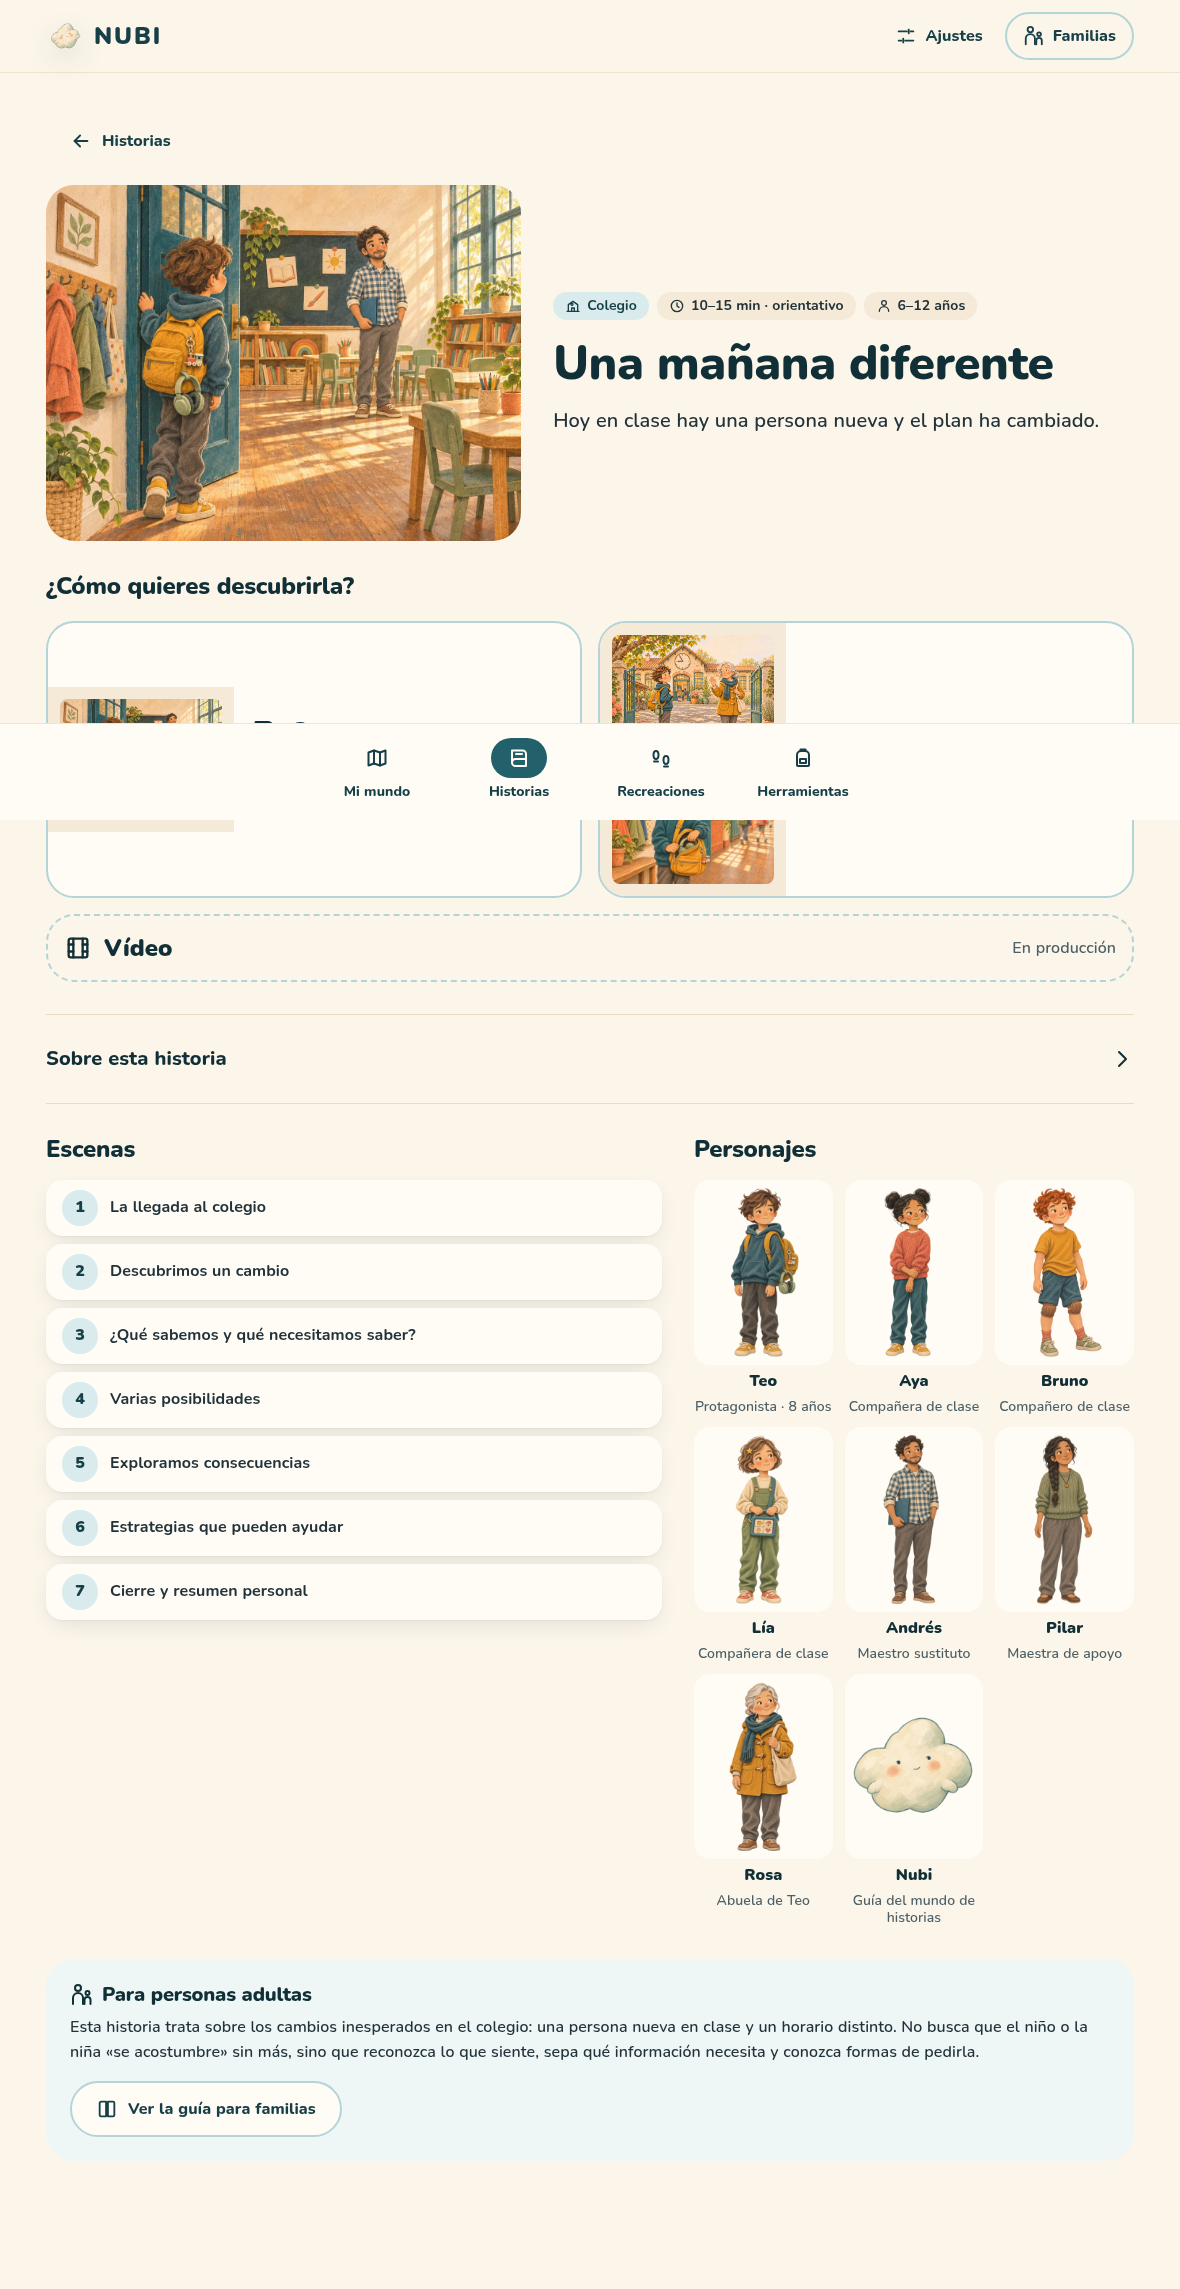 NUBI
Ajustes
Familias
Historias
Colegio
10–15 min · orientativo
6–12 años
Una mañana diferente
Hoy en clase hay una persona nueva y el plan ha cambiado.
¿Cómo quieres descubrirla?
Mi mundo
Historias
Recreaciones
Herramientas
Vídeo
En producción
Sobre esta historia
Escenas
1 La llegada al colegio
2 Descubrimos un cambio
3 ¿Qué sabemos y qué necesitamos saber?
4 Varias posibilidades
5 Exploramos consecuencias
6 Estrategias que pueden ayudar
7 Cierre y resumen personal
Personajes
Teo
Protagonista · 8 años
Aya
Compañera de clase
Bruno
Compañero de clase
Lía
Compañera de clase
Andrés
Maestro sustituto
Pilar
Maestra de apoyo
Rosa
Abuela de Teo
Nubi
Guía del mundo de
historias
Para personas adultas
Esta historia trata sobre los cambios inesperados en el colegio: una persona nueva en clase y un horario distinto. No busca que el niño o la
niña «se acostumbre» sin más, sino que reconozca lo que siente, sepa qué información necesita y conozca formas de pedirla.
Ver la guía para familias